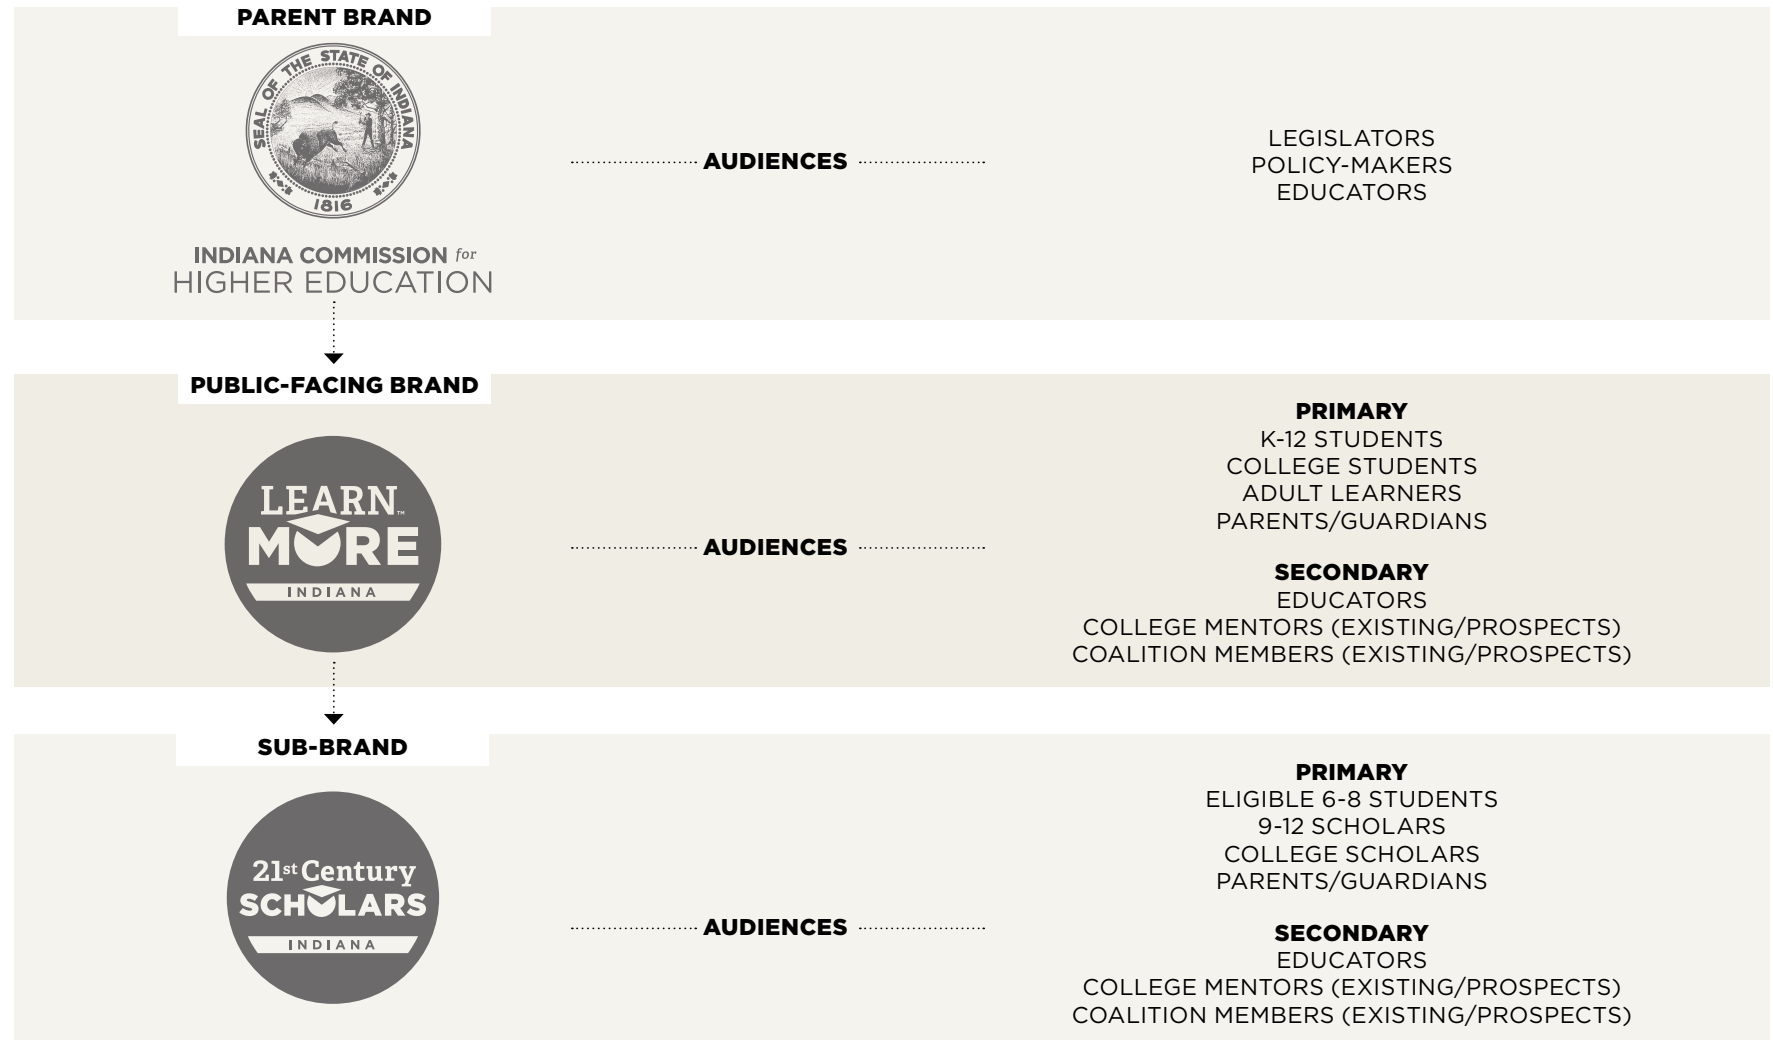 PARENT BRAND
SEAL OF THE STATE OF INDIANA
1816
INDIANA COMMISSION for
HIGHER EDUCATION
AUDIENCES
LEGISLATORS
POLICY-MAKERS
EDUCATORS
PUBLIC-FACING BRAND
LEARN™
MORE
INDIANA
AUDIENCES
PRIMARY
K-12 STUDENTS
COLLEGE STUDENTS
ADULT LEARNERS
PARENTS/GUARDIANS
SECONDARY
EDUCATORS
COLLEGE MENTORS (EXISTING/PROSPECTS)
COALITION MEMBERS (EXISTING/PROSPECTS)
SUB-BRAND
21st Century
SCHOLARS
INDIANA
AUDIENCES
PRIMARY
ELIGIBLE 6-8 STUDENTS
9-12 SCHOLARS
COLLEGE SCHOLARS
PARENTS/GUARDIANS
SECONDARY
EDUCATORS
COLLEGE MENTORS (EXISTING/PROSPECTS)
COALITION MEMBERS (EXISTING/PROSPECTS)